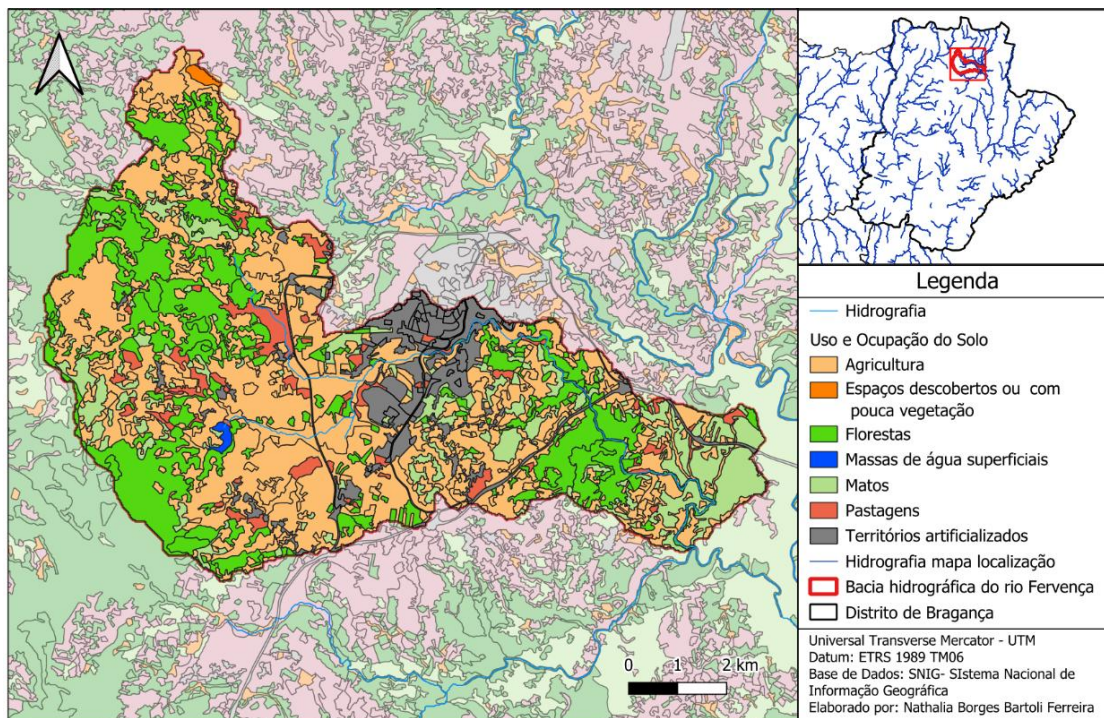 0 1 2 km
Legenda
Hidrografia
Uso e Ocupação do Solo
Agricultura
Espaços descobertos ou com
pouca vegetação
Florestas
Massas de água superficiais
Matos
Pastagens
Territórios artificializados
Hidrografia mapa localização
Bacia hidrográfica do rio Fervença
Distrito de Bragança
Universal Transverse Mercator - UTM
Datum: ETRS 1989 TM06
Base de Dados: SNIG- SIstema Nacional de
Informação Geográfica
Elaborado por: Nathalia Borges Bartoli Ferreira